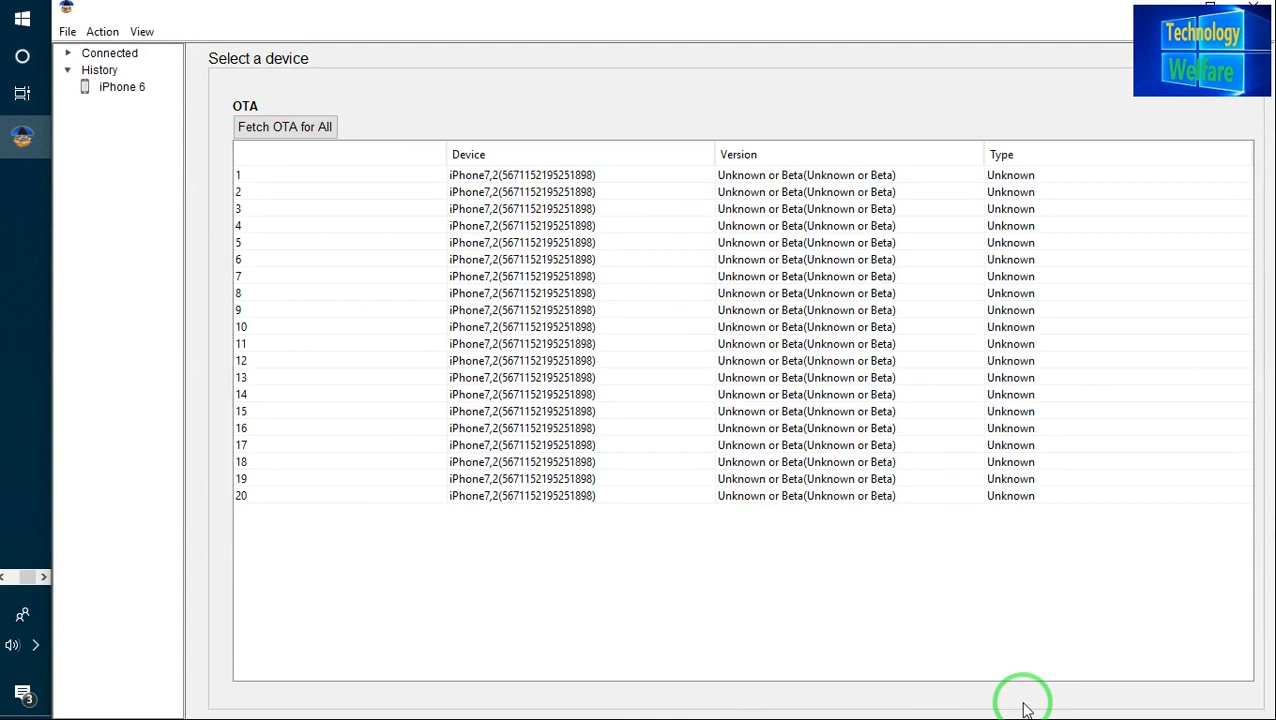 Technology
Welfare
File Action View
Connected
History
iPhone 6
Select a device
OTA
Fetch OTA for All
Device Version Type
1 iPhone7,2(5671152195251898) Unknown or Beta(Unknown or Beta) Unknown
2 iPhone7,2(5671152195251898) Unknown or Beta(Unknown or Beta) Unknown
3 iPhone7,2(5671152195251898) Unknown or Beta(Unknown or Beta) Unknown
4 iPhone7,2(5671152195251898) Unknown or Beta(Unknown or Beta) Unknown
5 iPhone7,2(5671152195251898) Unknown or Beta(Unknown or Beta) Unknown
6 iPhone7,2(5671152195251898) Unknown or Beta(Unknown or Beta) Unknown
7 iPhone7,2(5671152195251898) Unknown or Beta(Unknown or Beta) Unknown
8 iPhone7,2(5671152195251898) Unknown or Beta(Unknown or Beta) Unknown
9 iPhone7,2(5671152195251898) Unknown or Beta(Unknown or Beta) Unknown
10 iPhone7,2(5671152195251898) Unknown or Beta(Unknown or Beta) Unknown
11 iPhone7,2(5671152195251898) Unknown or Beta(Unknown or Beta) Unknown
12 iPhone7,2(5671152195251898) Unknown or Beta(Unknown or Beta) Unknown
13 iPhone7,2(5671152195251898) Unknown or Beta(Unknown or Beta) Unknown
14 iPhone7,2(5671152195251898) Unknown or Beta(Unknown or Beta) Unknown
15 iPhone7,2(5671152195251898) Unknown or Beta(Unknown or Beta) Unknown
16 iPhone7,2(5671152195251898) Unknown or Beta(Unknown or Beta) Unknown
17 iPhone7,2(5671152195251898) Unknown or Beta(Unknown or Beta) Unknown
18 iPhone7,2(5671152195251898) Unknown or Beta(Unknown or Beta) Unknown
19 iPhone7,2(5671152195251898) Unknown or Beta(Unknown or Beta) Unknown
20 iPhone7,2(5671152195251898) Unknown or Beta(Unknown or Beta) Unknown
3